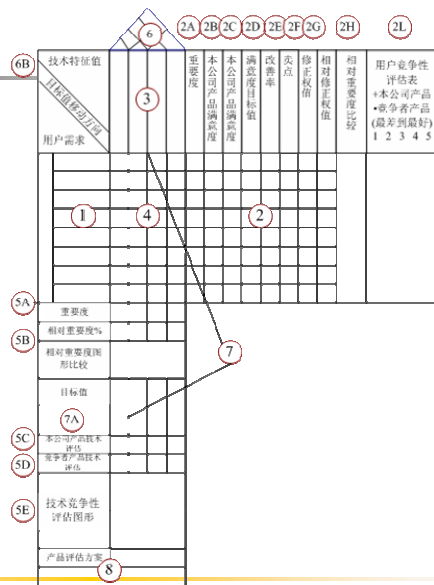 2A 2B 2C 2D 2E 2F 2G 2H 2L
6
6B
技术特征值
目标值移动方向
用户需求
3
重要度
本公司产品满意度
本公司产品满意度
满意度目标值
改善率
卖点
修正权值
相对修正权值
相对重要度比较
用户竞争性
评估表
+本公司产品
•竞争者产品
(最差到最好)
1 2 3 4 5
1
4
2
5A
重要度
相对重要度%
5B
相对重要度图
形比较
7
目标值
7A
5C
本公司产品技术
评估
5D
竞争者产品技术
评估
5E
技术竞争性
评估图形
产品评估方案
8